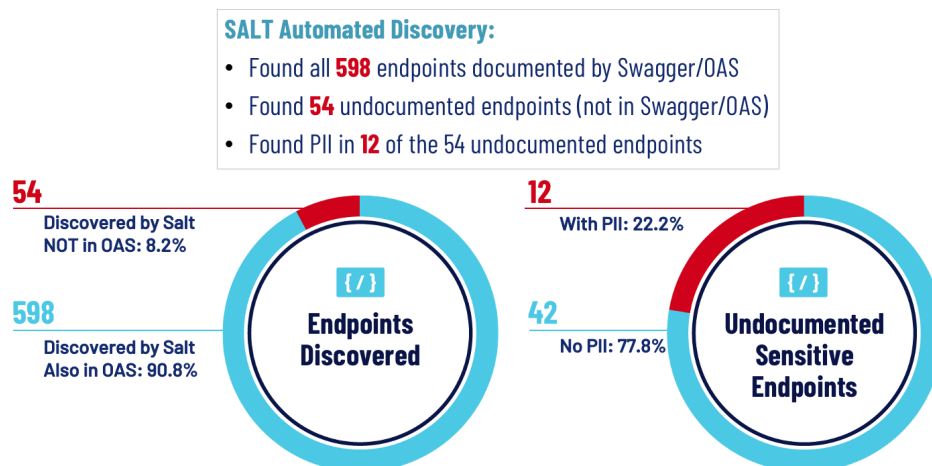 SALT Automated Discovery:
• Found all 598 endpoints documented by Swagger/OAS
• Found 54 undocumented endpoints (not in Swagger/OAS)
• Found PII in 12 of the 54 undocumented endpoints
54
Discovered by Salt
NOT in OAS: 8.2%
598
Discovered by Salt
Also in OAS: 90.8%
{/}
Endpoints
Discovered
12
With PII: 22.2%
42
No PII: 77.8%
{/}
Undocumented
Sensitive
Endpoints